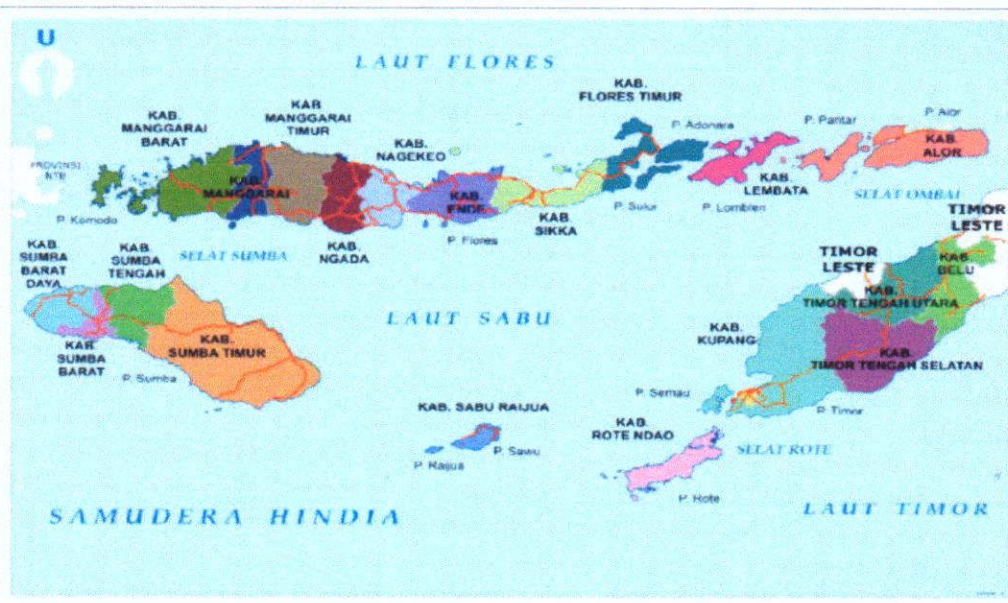 U
LAUT FLORES
KAB.
FLORES TIMUR
KAB.
MANGGARAI
BARAT
KAB
MANGGARAI
TIMUR
KAB.
NAGEKEO
P. Adonara
P. Pantar
P. Alor
KAB.
ALOR
PROVINSI
NTB
KAB.
MANGGARAI
KAB.
ENDE
KAB.
LEMBATA
SELAT OMBAI
P. Komodo
P. Flores
KAB.
SIKKA
P. Solur
P. Lomblen
KAB.
NGADA
SELAT SUMBA
TIMOR
LESTE
KAB.
SUMBA
BARAT
DAYA
KAB.
SUMBA
TENGAH
TIMOR
LESTE
KAB
BELU
KAB.
TIMOR TENGAH UTARA
LAUT SABU
KAB.
KUPANG
KAB.
SUMBA TIMUR
KAB
SUMBA
BARAT
P. Sumba
KAB.
TIMOR TENGAH SELATAN
P. Semau
P. Timor
KAB. SABU RAIJUA
KAB.
ROTE NDAO
P. Sawu
P. Raijua
SELAT ROTE
P. Rote
SAMUDERA HINDIA
LAUT TIMOR